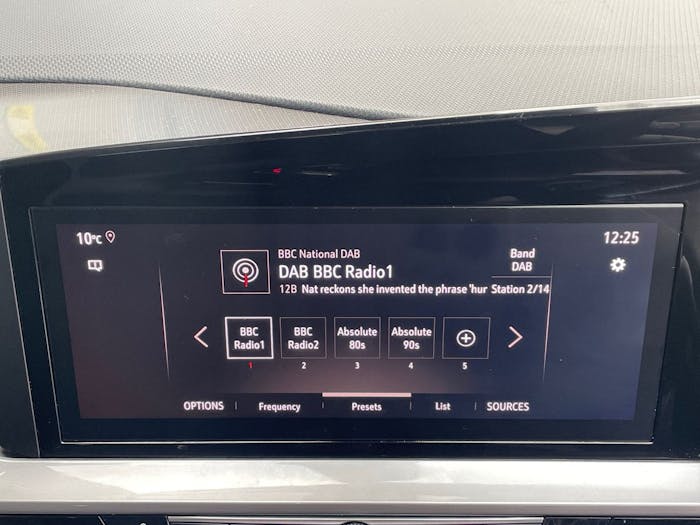 10°C
12:25
BBC National DAB
DAB BBC Radio1
12B Nat reckons she invented the phrase 'hur Station 2/14
Band
DAB
BBC
Radio1
BBC
Radio2
Absolute
80s
Absolute
90s
1
2
3
4
5
OPTIONS
Frequency
Presets
List
SOURCES